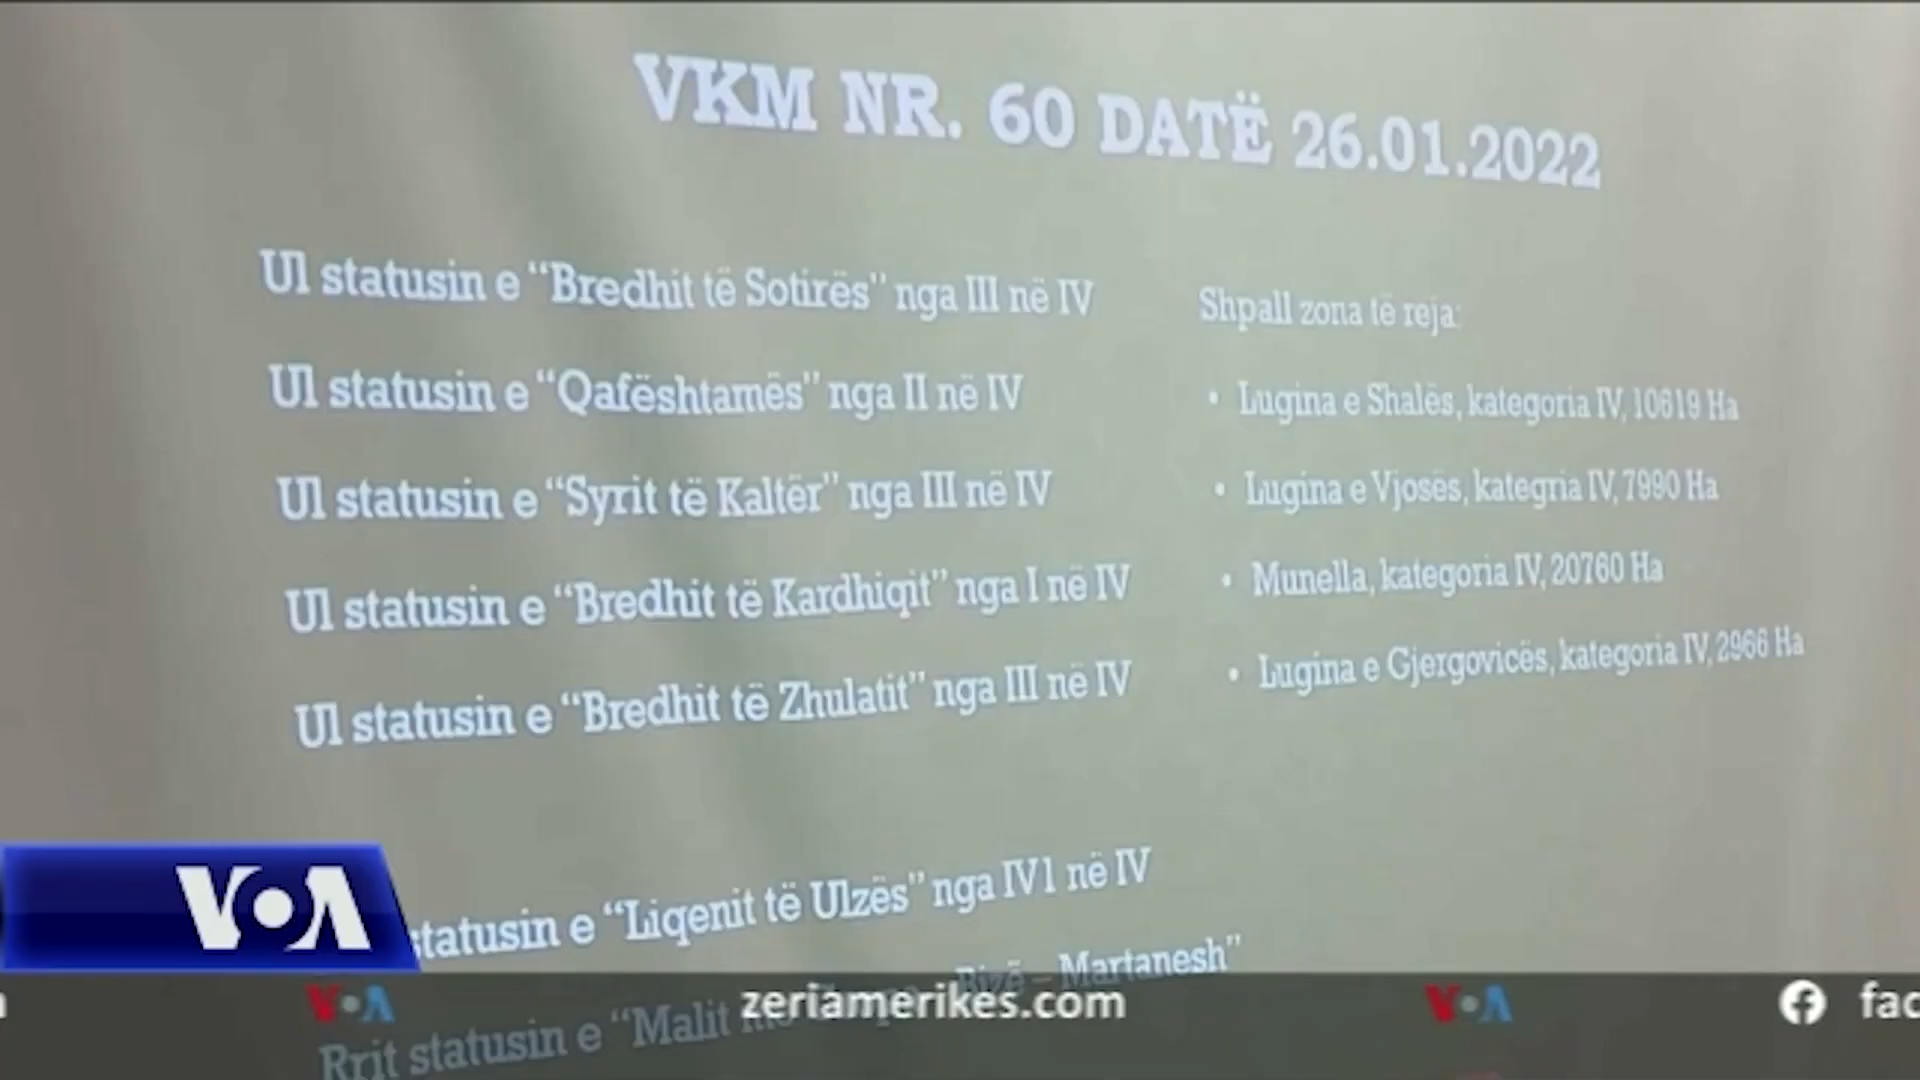 VKM NR. 60 DATË 26.01.2022
Ul statusin e “Bredhit të Sotirës” nga III në IV
Ul statusin e “Qafështamës” nga II në IV
Ul statusin e “Syrit të Kaltër” nga III në IV
Ul statusin e “Bredhit të Kardhiqit” nga I në IV
Ul statusin e “Bredhit të Zhulatit” nga III në IV
statusin e “Liqenit të Ulzës” nga IV1 në IV
Rrit statusin e “Malit Bizë – Martanesh”
Shpall zona të reja:
• Lugina e Shalës, kategoria IV, 10619 Ha
• Lugina e Vjosës, kategria IV, 7990 Ha
• Munella, kategoria IV, 20760 Ha
• Lugina e Gjergovicës, kategoria IV, 2966 Ha
VOA
VOA zeriamerikes.com VOA fac